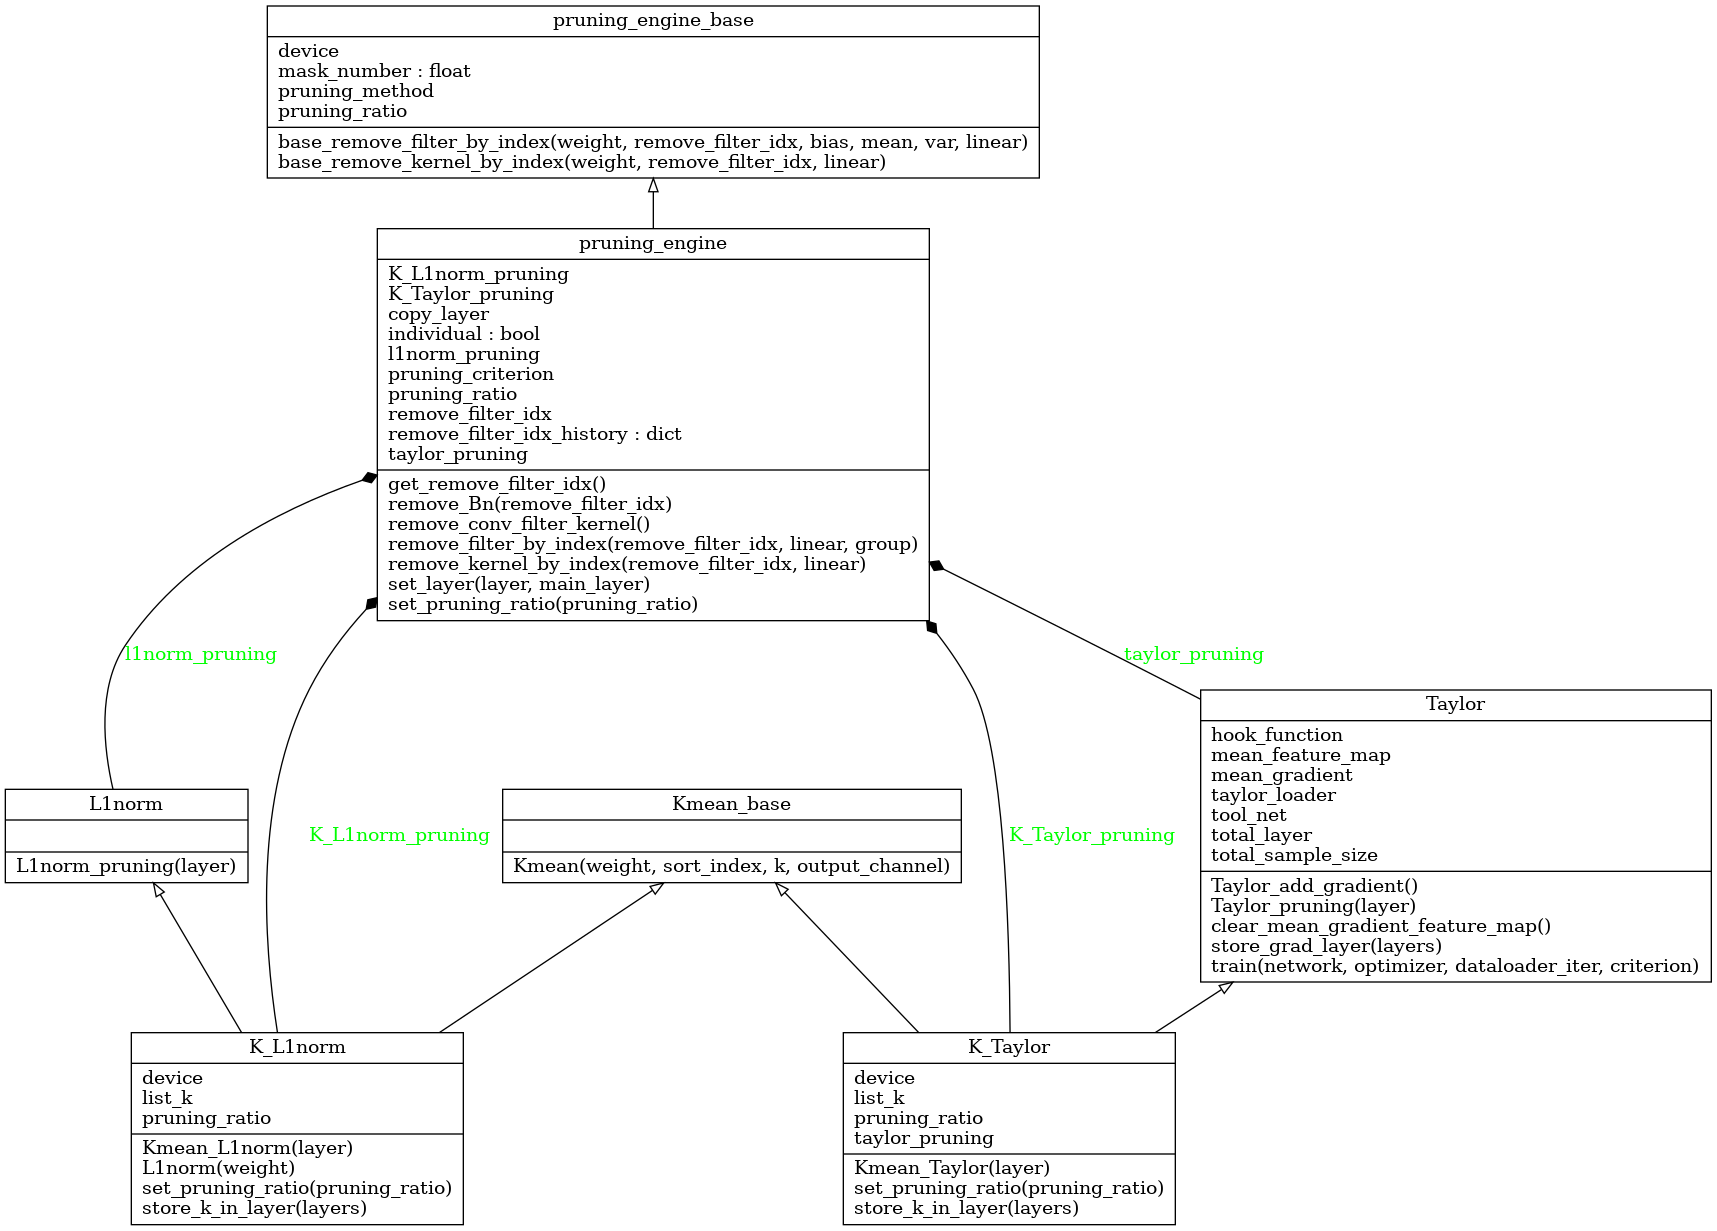 pruning_engine_base
device
mask_number : float
pruning_method
pruning_ratio
base_remove_filter_by_index(weight, remove_filter_idx, bias, mean, var, linear)
base_remove_kernel_by_index(weight, remove_filter_idx, linear)
pruning_engine
K_L1norm_pruning
K_Taylor_pruning
copy_layer
individual : bool
l1norm_pruning
pruning_criterion
pruning_ratio
remove_filter_idx
remove_filter_idx_history : dict
taylor_pruning
get_remove_filter_idx()
remove_Bn(remove_filter_idx)
remove_conv_filter_kernel()
remove_filter_by_index(remove_filter_idx, linear, group)
remove_kernel_by_index(remove_filter_idx, linear)
set_layer(layer, main_layer)
set_pruning_ratio(pruning_ratio)
l1norm_pruning
taylor_pruning
L1norm
L1norm_pruning(layer)
K_L1norm_pruning
Kmean_base
Kmean(weight, sort_index, k, output_channel)
K_Taylor_pruning
Taylor
hook_function
mean_feature_map
mean_gradient
taylor_loader
tool_net
total_layer
total_sample_size
Taylor_add_gradient()
Taylor_pruning(layer)
clear_mean_gradient_feature_map()
store_grad_layer(layers)
train(network, optimizer, dataloader_iter, criterion)
K_L1norm
device
list_k
pruning_ratio
Kmean_L1norm(layer)
L1norm(weight)
set_pruning_ratio(pruning_ratio)
store_k_in_layer(layers)
K_Taylor
device
list_k
pruning_ratio
taylor_pruning
Kmean_Taylor(layer)
set_pruning_ratio(pruning_ratio)
store_k_in_layer(layers)